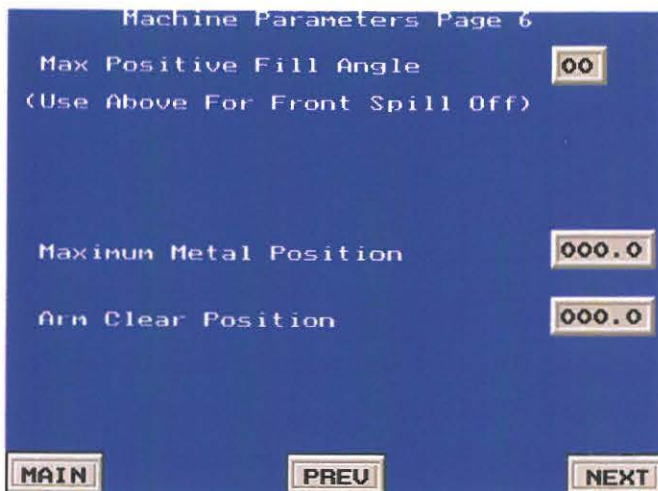 Machine Parameters Page 6
Max Positive Fill Angle 00
(Use Above For Front Spill Off)
Maximum Metal Position 000.0
Arm Clear Position 000.0
MAIN PREV NEXT